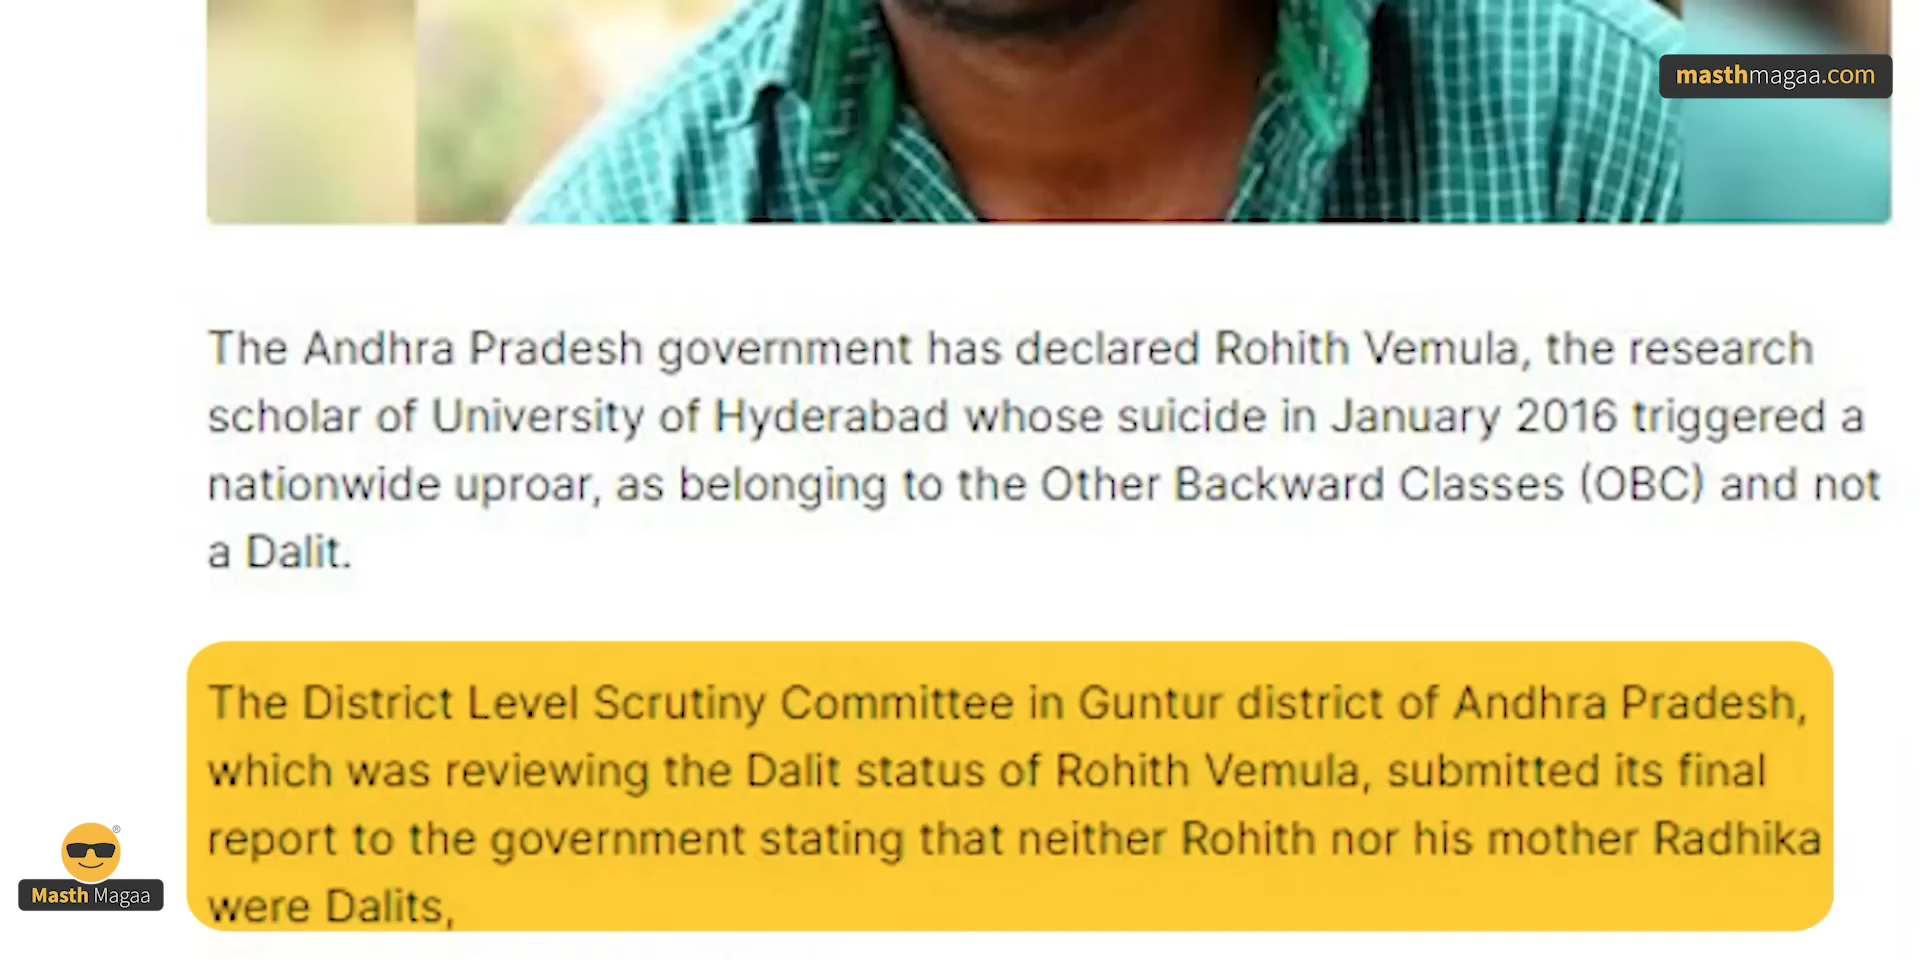 masthmagaa.com
The Andhra Pradesh government has declared Rohith Vemula, the research
scholar of University of Hyderabad whose suicide in January 2016 triggered a
nationwide uproar, as belonging to the Other Backward Classes (OBC) and not
a Dalit.
The District Level Scrutiny Committee in Guntur district of Andhra Pradesh,
which was reviewing the Dalit status of Rohith Vemula, submitted its final
report to the government stating that neither Rohith nor his mother Radhika
were Dalits,
®
Masth Magaa